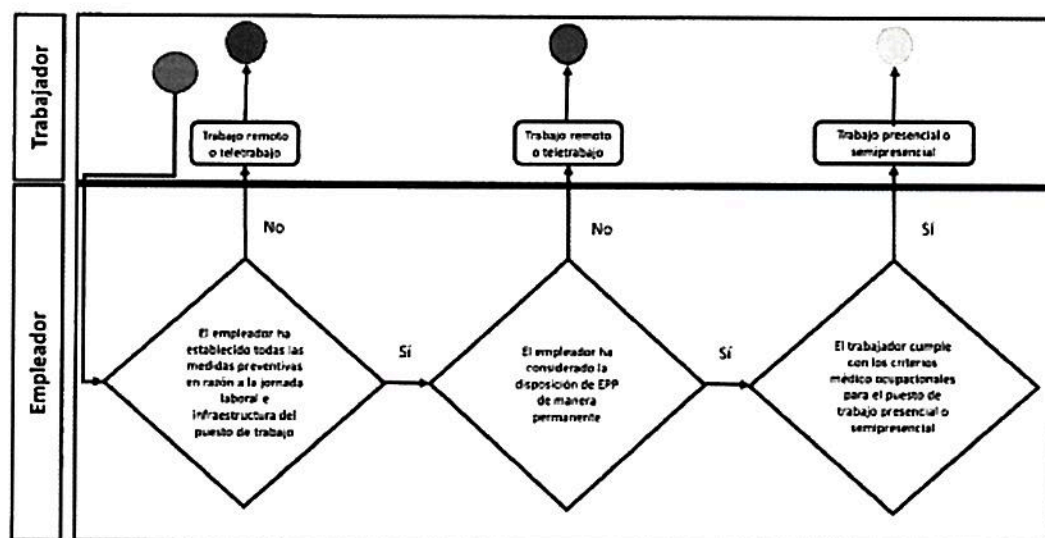 Trabajador
Trabajo remoto
o teletrabajo
Trabajo remoto
o teletrabajo
Trabajo presencial o
semipresencial
No
No
Sí
Empleador
El empleador ha
establecido todas las
medidas preventivas
en razón a la jornada
laboral e
infraestructura del
puesto de trabajo
Sí
El empleador ha
considerado la
disposición de EPP
de manera
permanente
Sí
El trabajador cumple
con los criterios
médico ocupacionales
para el puesto de
trabajo presencial o
semipresencial